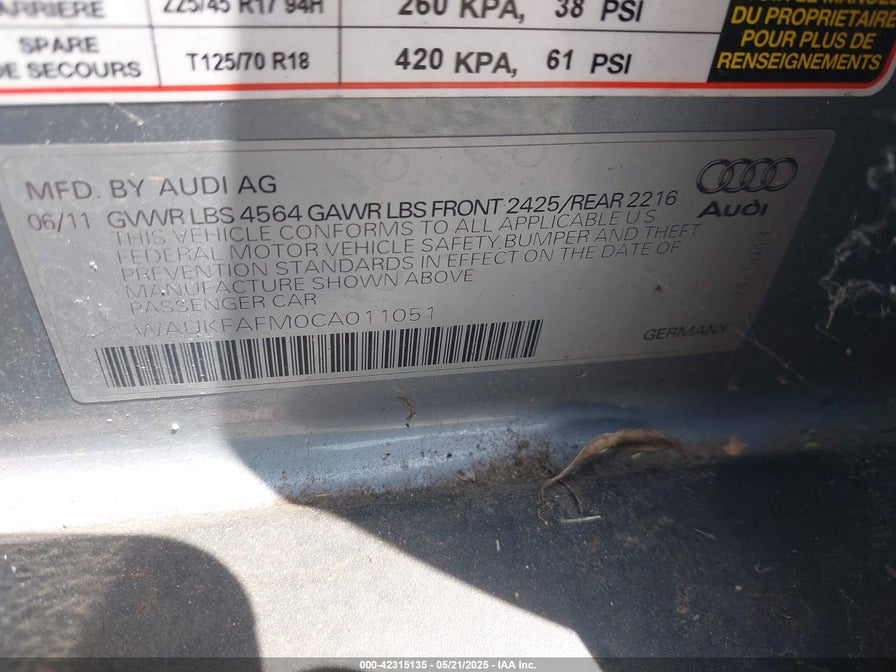 ARRIERE 225/45 R17 94H 260 KPA, 38 PSI
SPARE
DE SECOURS T125/70 R18 420 KPA, 61 PSI
LE MANUEL
DU PROPRIETAIRE
POUR PLUS DE
RENSEIGNEMENTS
MFD. BY AUDI AG
06/11 GVWR LBS 4564 GAWR LBS FRONT 2425/REAR 2216
THIS VEHICLE CONFORMS TO ALL APPLICABLE U S
FEDERAL MOTOR VEHICLE SAFETY,BUMPER AND THEFT
PREVENTION STANDARDS IN EFFECT ON THE DATE OF
MANUFACTURE SHOWN ABOVE
PASSENGER CAR
WAUKFAFM0CA011051
Audi
GERMANY
000-42315135 - 05/21/2025 - IAA Inc.